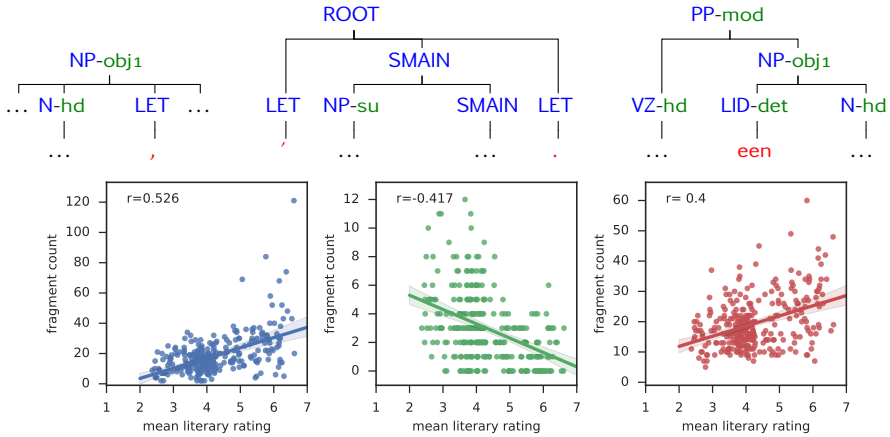 ROOT
PP-mod
NP-obj1
SMAIN
NP-obj1
... N-hd LET ...
LET NP-su SMAIN LET
VZ-hd LID-det N-hd
... ,
' ... ... .
... een ...
r=0.526
120
100
80
60
40
20
0
fragment count
1 2 3 4 5 6 7
mean literary rating
r=-0.417
12
10
8
6
4
2
0
fragment count
1 2 3 4 5 6 7
mean literary rating
r= 0.4
60
50
40
30
20
10
0
fragment count
1 2 3 4 5 6 7
mean literary rating